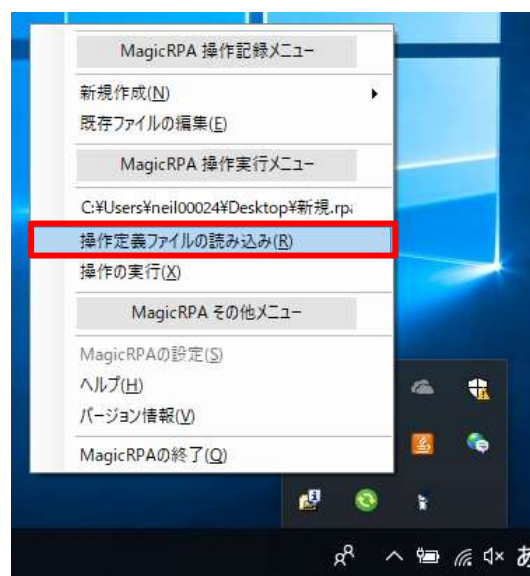 MagicRPA 操作記録メニュー
新規作成(N)
既存ファイルの編集(E)
MagicRPA 操作実行メニュー
C:¥Users¥neil00024¥Desktop¥新規.rpa
操作定義ファイルの読み込み(R)
操作の実行(X)
MagicRPA その他メニュー
MagicRPAの設定(S)
ヘルプ(H)
バージョン情報(V)
MagicRPAの終了(Q)
あ